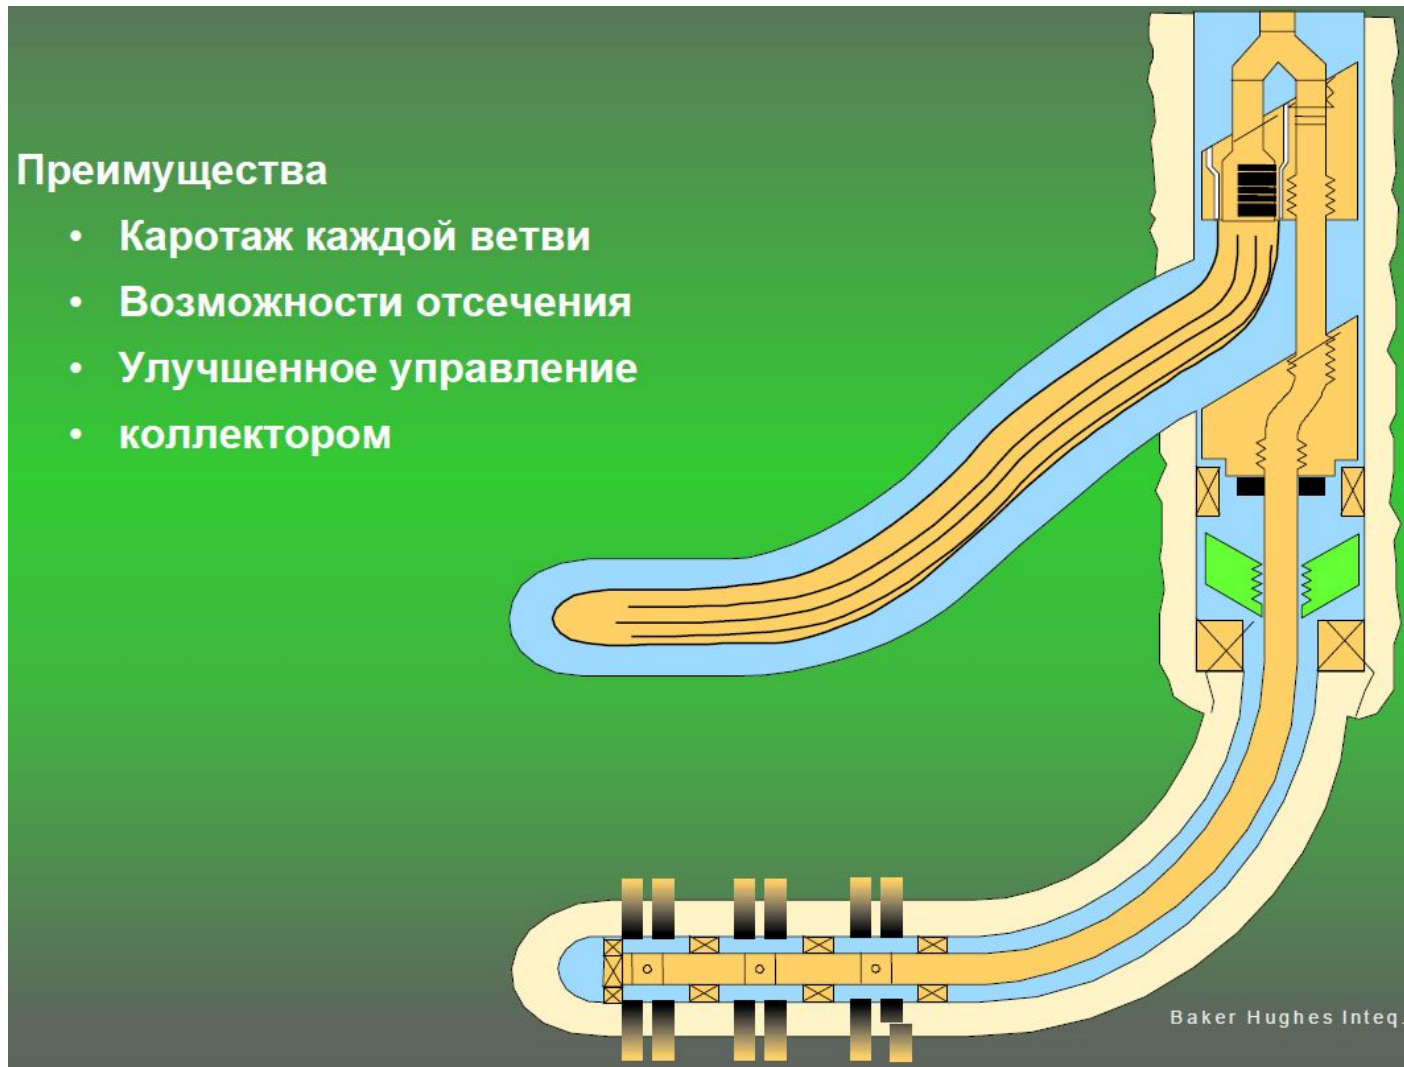 Преимущества
• Каротаж каждой ветви
• Возможности отсечения
• Улучшенное управление
• коллектором
Baker Hughes Inteq.